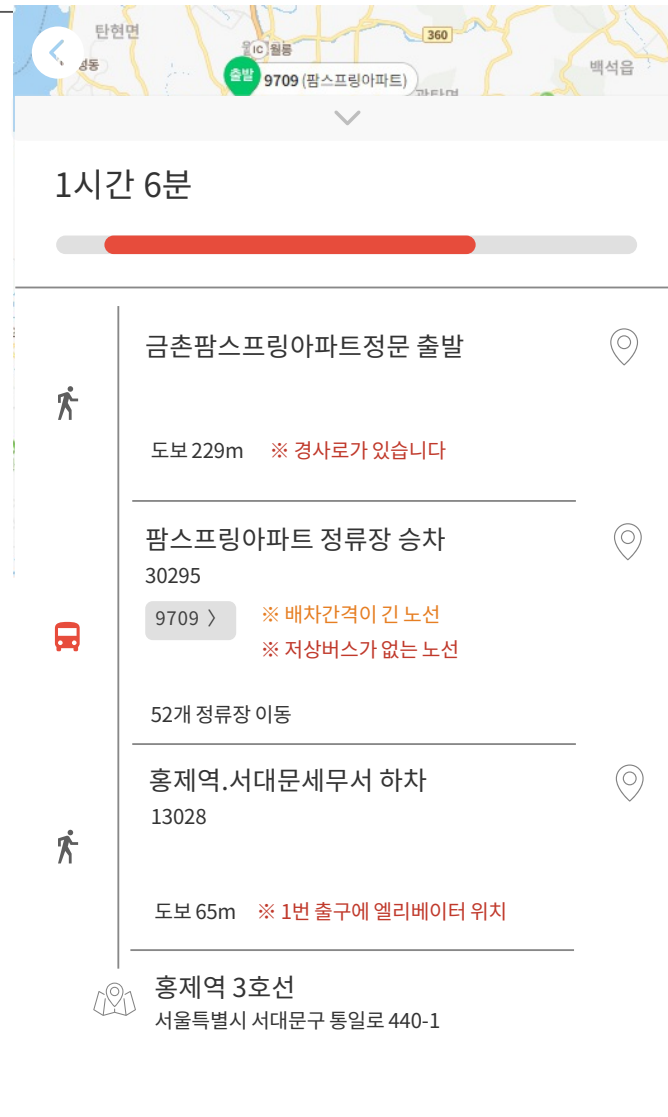 탄현면
360
IC 월롱
출발 9709 (팜스프링아파트)
백석읍
1시간 6분
금촌팜스프링아파트정문 출발
도보 229m ※ 경사로가 있습니다
팜스프링아파트 정류장 승차
30295
9709 〉 ※ 배차간격이 긴 노선
※ 저상버스가 없는 노선
52개 정류장 이동
홍제역.서대문세무서 하차
13028
도보 65m ※ 1번 출구에 엘리베이터 위치
홍제역 3호선
서울특별시 서대문구 통일로 440-1